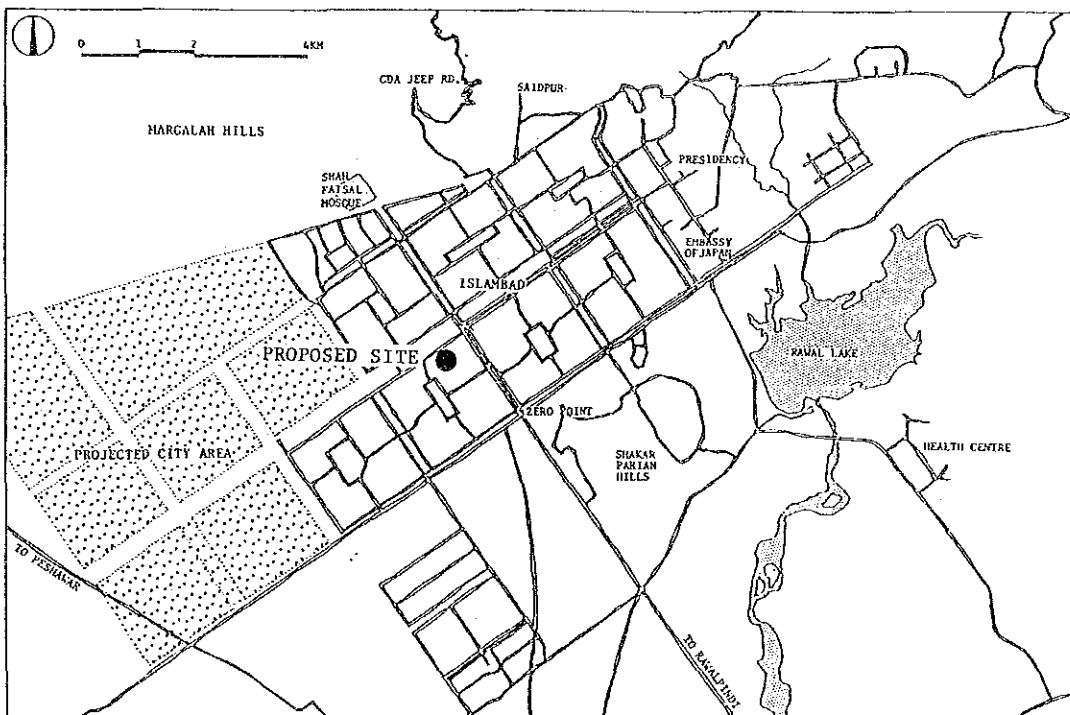 0 1 2 4KM
CDA JEEP RD.
SAIDPUR
MARGALAH HILLS
PRESIDENCY
SHAH
FAISAL
MOSQUE
EMBASSY
OF JAPAN
ISLAMBAD
RAWAL LAKE
PROPOSED SITE
ZERO POINT
HEALTH CENTRE
SHAKAR
PARIAN
HILLS
PROJECTED CITY AREA
TO PESHAWAR
TO RAWALPINDI